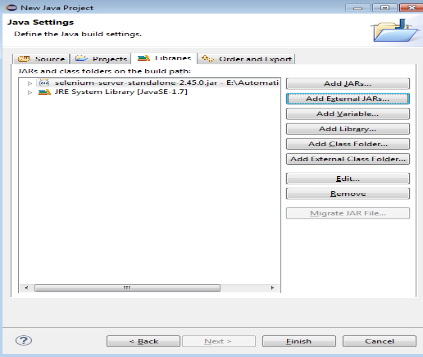 New Java Project
Java Settings
Define the Java build settings.
Source Projects Libraries Order and Export
JARs and class folders on the build path:
selenium-server-standalone-2.45.0.jar - E:\Automati
JRE System Library [JavaSE-1.7]
Add JARs...
Add External JARs...
Add Variable...
Add Library...
Add Class Folder...
Add External Class Folder...
Edit...
Remove
Migrate JAR File...
< Back Next > Finish Cancel